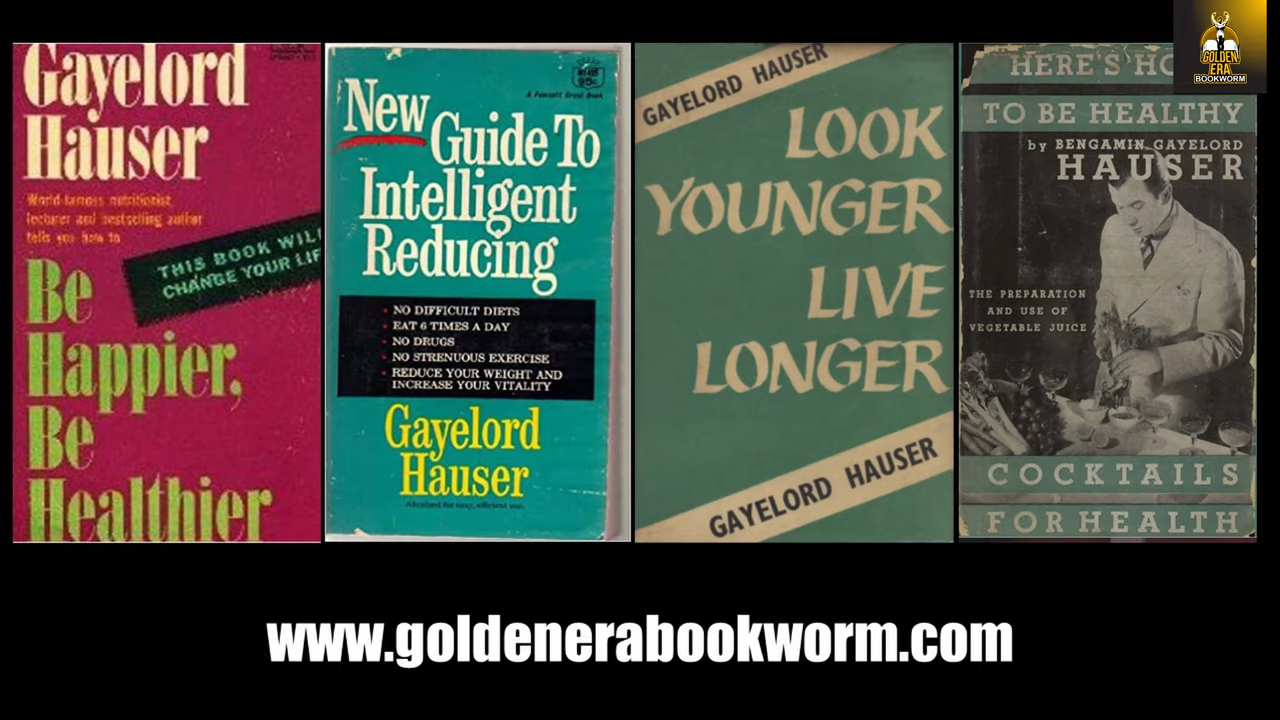 Gayelord
Hauser
World-famous nutritionist,
lecturer and bestselling author
tells you how to
THIS BOOK WILL
CHANGE YOUR LIF
Be
Happier,
Be
Healthier
95¢
A Fawcett Crest Book
New
Guide To
Intelligent
Reducing
NO DIFFICULT DIETS
EAT 6 TIMES A DAY
NO DRUGS
NO STRENUOUS EXERCISE
REDUCE YOUR WEIGHT AND
INCREASE YOUR VITALITY
Gayelord
Hauser
GAYELORD HAUSER
LOOK
YOUNGER
LIVE
LONGER
GAYELORD HAUSER
HERE'S HO
TO BE HEALTHY
by BENGAMIN GAYELORD
HAUSER
THE PREPARATION
AND USE OF
VEGETABLE JUICE
COCKTAILS
FOR HEALTH
GOLDEN
ERA
BOOKWORM
www.goldenerabookworm.com